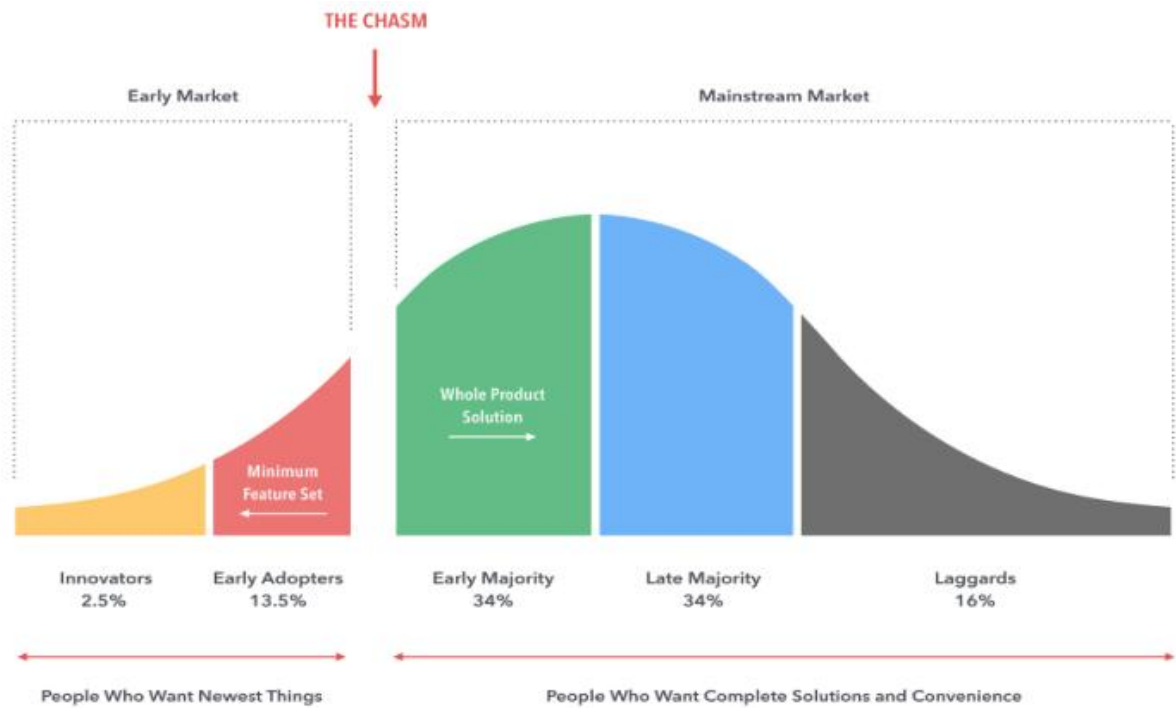 THE CHASM
Early Market
Mainstream Market
Whole Product
Solution
Minimum
Feature Set
Innovators
2.5%
Early Adopters
13.5%
Early Majority
34%
Late Majority
34%
Laggards
16%
People Who Want Newest Things
People Who Want Complete Solutions and Convenience